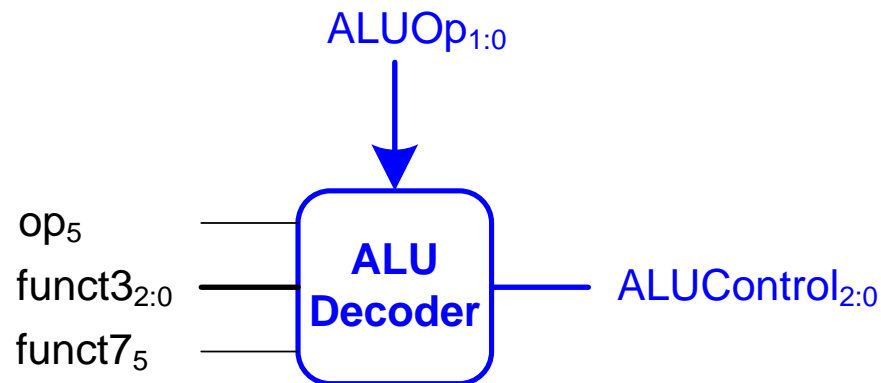 ALUOp1:0
op5
funct32:0
funct75
ALU
Decoder
ALUControl2:0